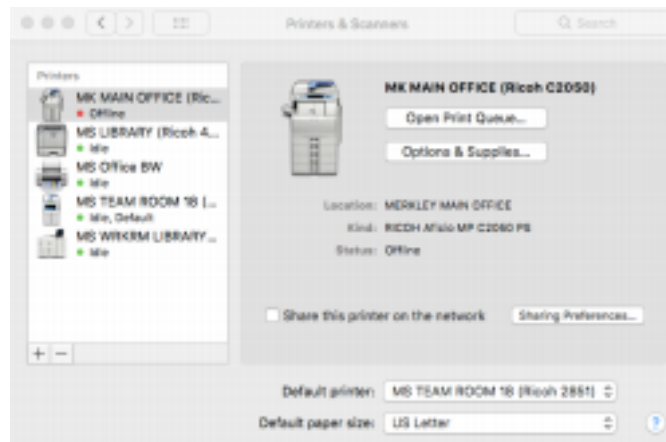 Printers & Scanners
Search
Printers
MK MAIN OFFICE (Ric...
Offline
MS LIBRARY (Ricoh 4...
Idle
MS Office BW
Idle
MS TEAM ROOM 18 (...
Idle, Default
MS WRKRM LIBRARY...
Idle
MK MAIN OFFICE (Ricoh C2050)
Open Print Queue...
Options & Supplies...
Location: MERKLEY MAIN OFFICE
Kind: RICOH Aficio MP C2050 PS
Status: Offline
Share this printer on the network
Sharing Preferences...
+ −
Default printer: MS TEAM ROOM 18 (Ricoh 2851)
Default paper size: US Letter
?